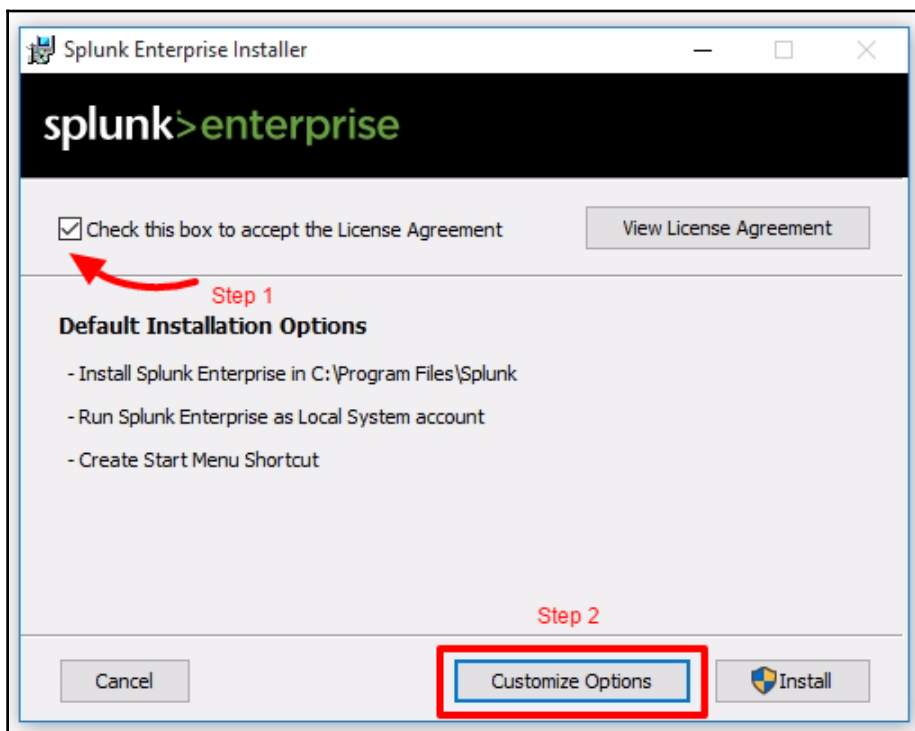 Splunk Enterprise Installer
splunk>enterprise
Check this box to accept the License Agreement
View License Agreement
Step 1
Default Installation Options
- Install Splunk Enterprise in C:\Program Files\Splunk
- Run Splunk Enterprise as Local System account
- Create Start Menu Shortcut
Step 2
Cancel
Customize Options
Install